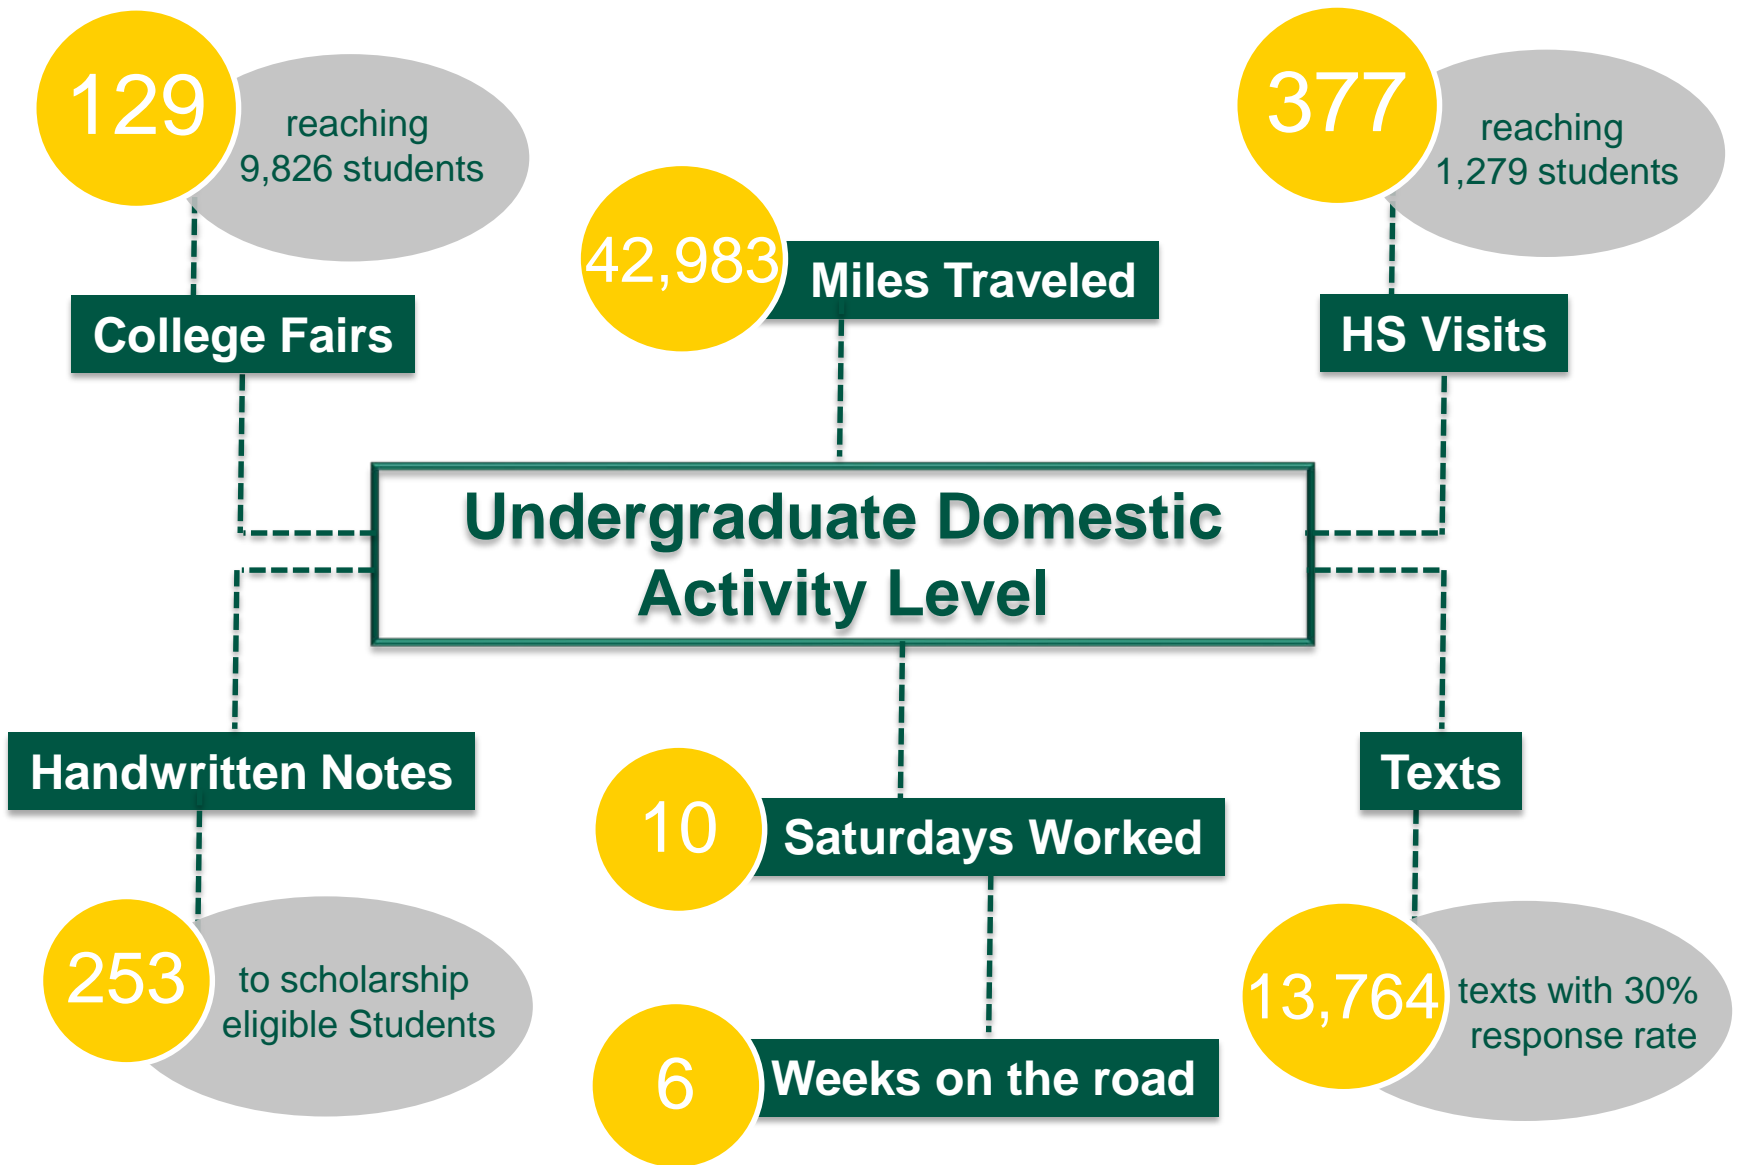 129
reaching
9,826 students
College Fairs
42,983
Miles Traveled
377
reaching
1,279 students
HS Visits
Undergraduate Domestic
Activity Level
Handwritten Notes
253
to scholarship
eligible Students
10
Saturdays Worked
6
Weeks on the road
Texts
13,764
texts with 30%
response rate